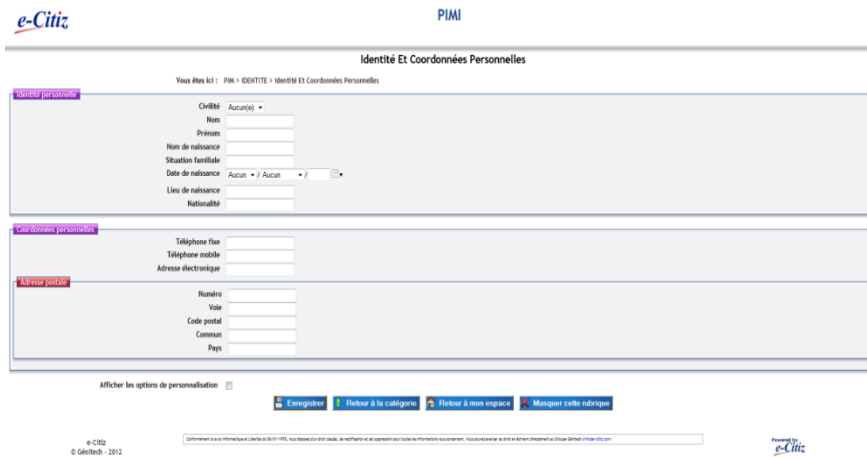 e-Citiz
PIMI
Identité Et Coordonnées Personnelles
Vous êtes ici : PIM > IDENTITE > Identité Et Coordonnées Personnelles
Identité personnelle
Civilité Aucun(e)
Nom
Prénom
Nom de naissance
Situation familiale
Date de naissance Aucun / Aucun /
Lieu de naissance
Nationalité
Coordonnées personnelles
Téléphone fixe
Téléphone mobile
Adresse électronique
Adresse postale
Numéro
Voie
Code postal
Commun
Pays
Afficher les options de personnalisation
Enregistrer Retour à la catégorie Retour à mon espace Masquer cette rubrique
e-Citiz
© Génitech - 2012
Powered by
e-Citiz